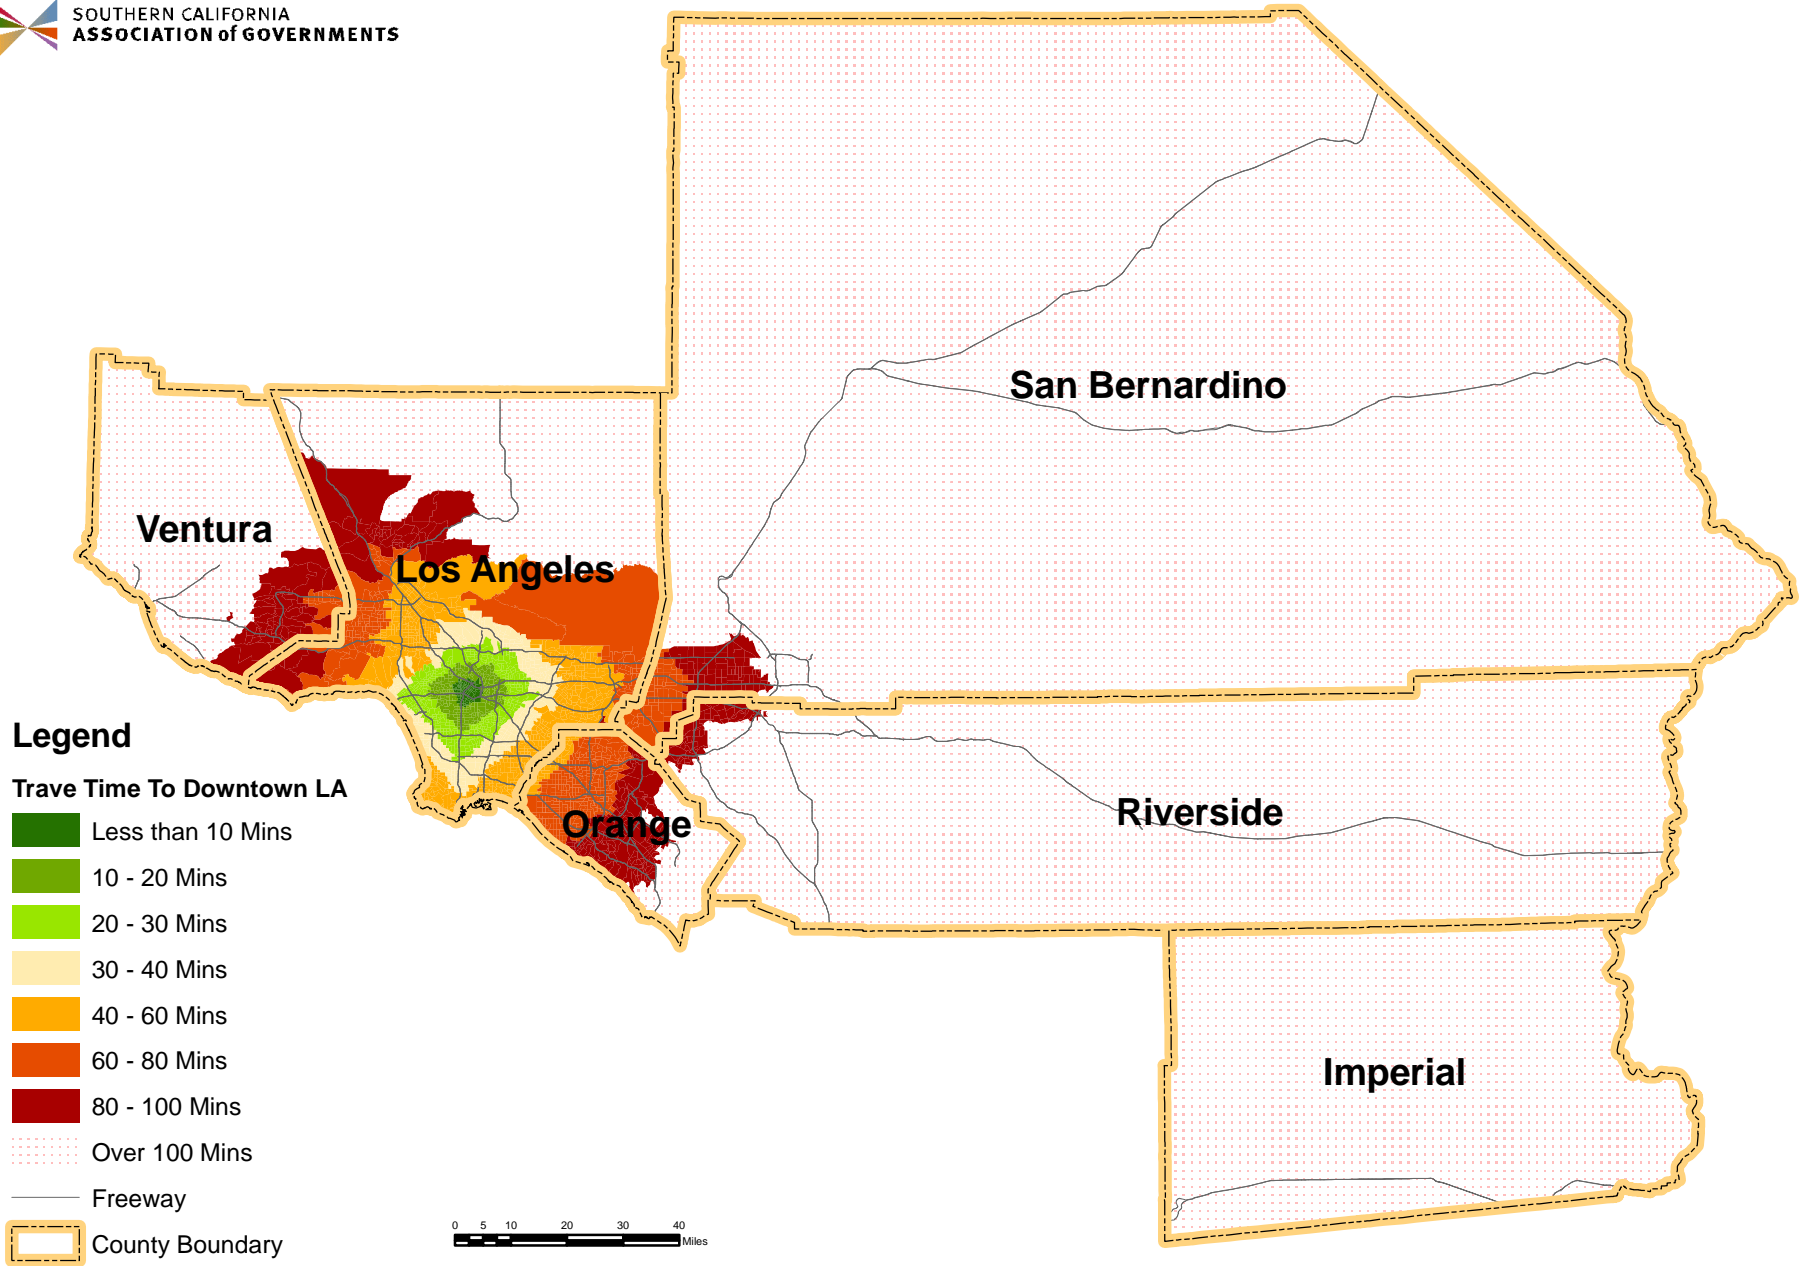 SOUTHERN CALIFORNIA
ASSOCIATION of GOVERNMENTS
San Bernardino
Ventura
Los Angeles
Orange
Riverside
Imperial
Legend
Trave Time To Downtown LA
Less than 10 Mins
10 - 20 Mins
20 - 30 Mins
30 - 40 Mins
40 - 60 Mins
60 - 80 Mins
80 - 100 Mins
Over 100 Mins
Freeway
County Boundary
0 5 10 20 30 40
Miles